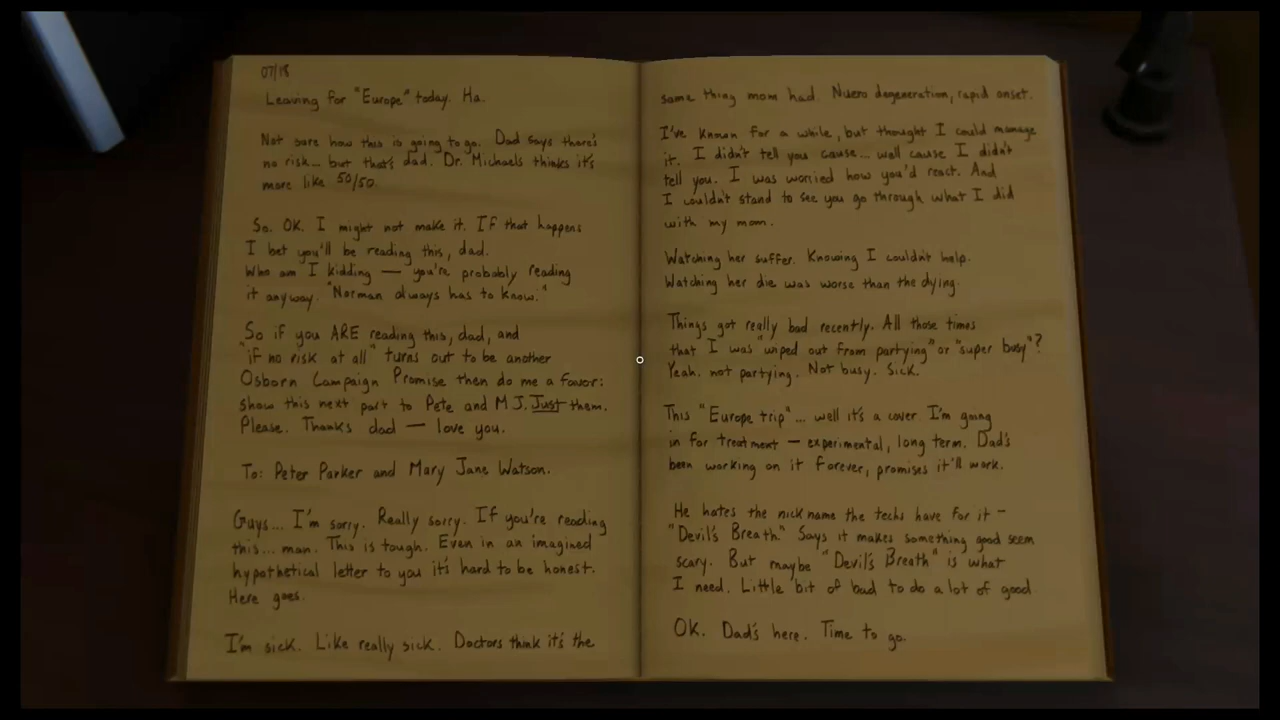 07/18
Leaving for "Europe" today. Ha.
Not sure how this is going to go. Dad says there's
no risk... but that's dad. Dr. Michaels thinks it's
more like 50/50.
So. OK. I might not make it. If that happens
I bet you'll be reading this, dad.
Who am I kidding — you're probably reading
it anyway. "Norman always has to know."
So if you ARE reading this, dad, and
"if no risk at all" turns out to be another
Osborn Campaign Promise then do me a favor:
show this next part to Pete and MJ. Just them.
Please. Thanks dad — love you.
To: Peter Parker and Mary Jane Watson.
Guys... I'm sorry. Really sorry. If you're reading
this... man. This is tough. Even in an imagined
hypothetical letter to you it's hard to be honest.
Here goes.
I'm sick. Like really sick. Doctors think it's the
same thing mom had. Nuero degeneration, rapid onset.
I've known for a while, but thought I could manage
it. I didn't tell you cause... well cause I didn't
tell you. I was worried how you'd react. And
I couldn't stand to see you go through what I did
with my mom.
Watching her suffer. Knowing I couldn't help.
Watching her die was worse than the dying.
Things got really bad recently. All those times
that I was "wiped out from partying" or "super busy"?
Yeah. not partying. Not busy. Sick.
This "Europe trip"... well it's a cover. I'm going
in for treatment — experimental, long term. Dad's
been working on it forever, promises it'll work.
He hates the nickname the techs have for it -
"Devil's Breath." Says it makes something good seem
scary. But maybe "Devil's Breath" is what
I need. Little bit of bad to do a lot of good
OK. Dad's here. Time to go.